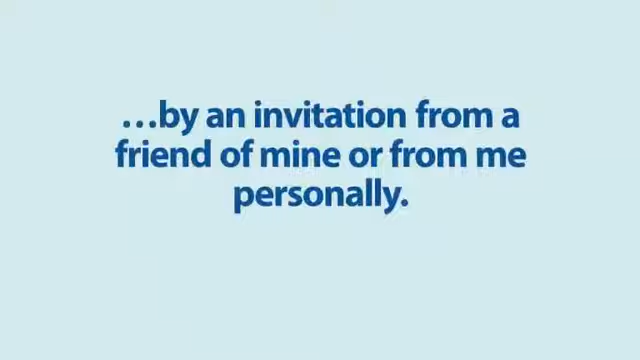 …by an invitation from a
friend of mine or from me
personally.